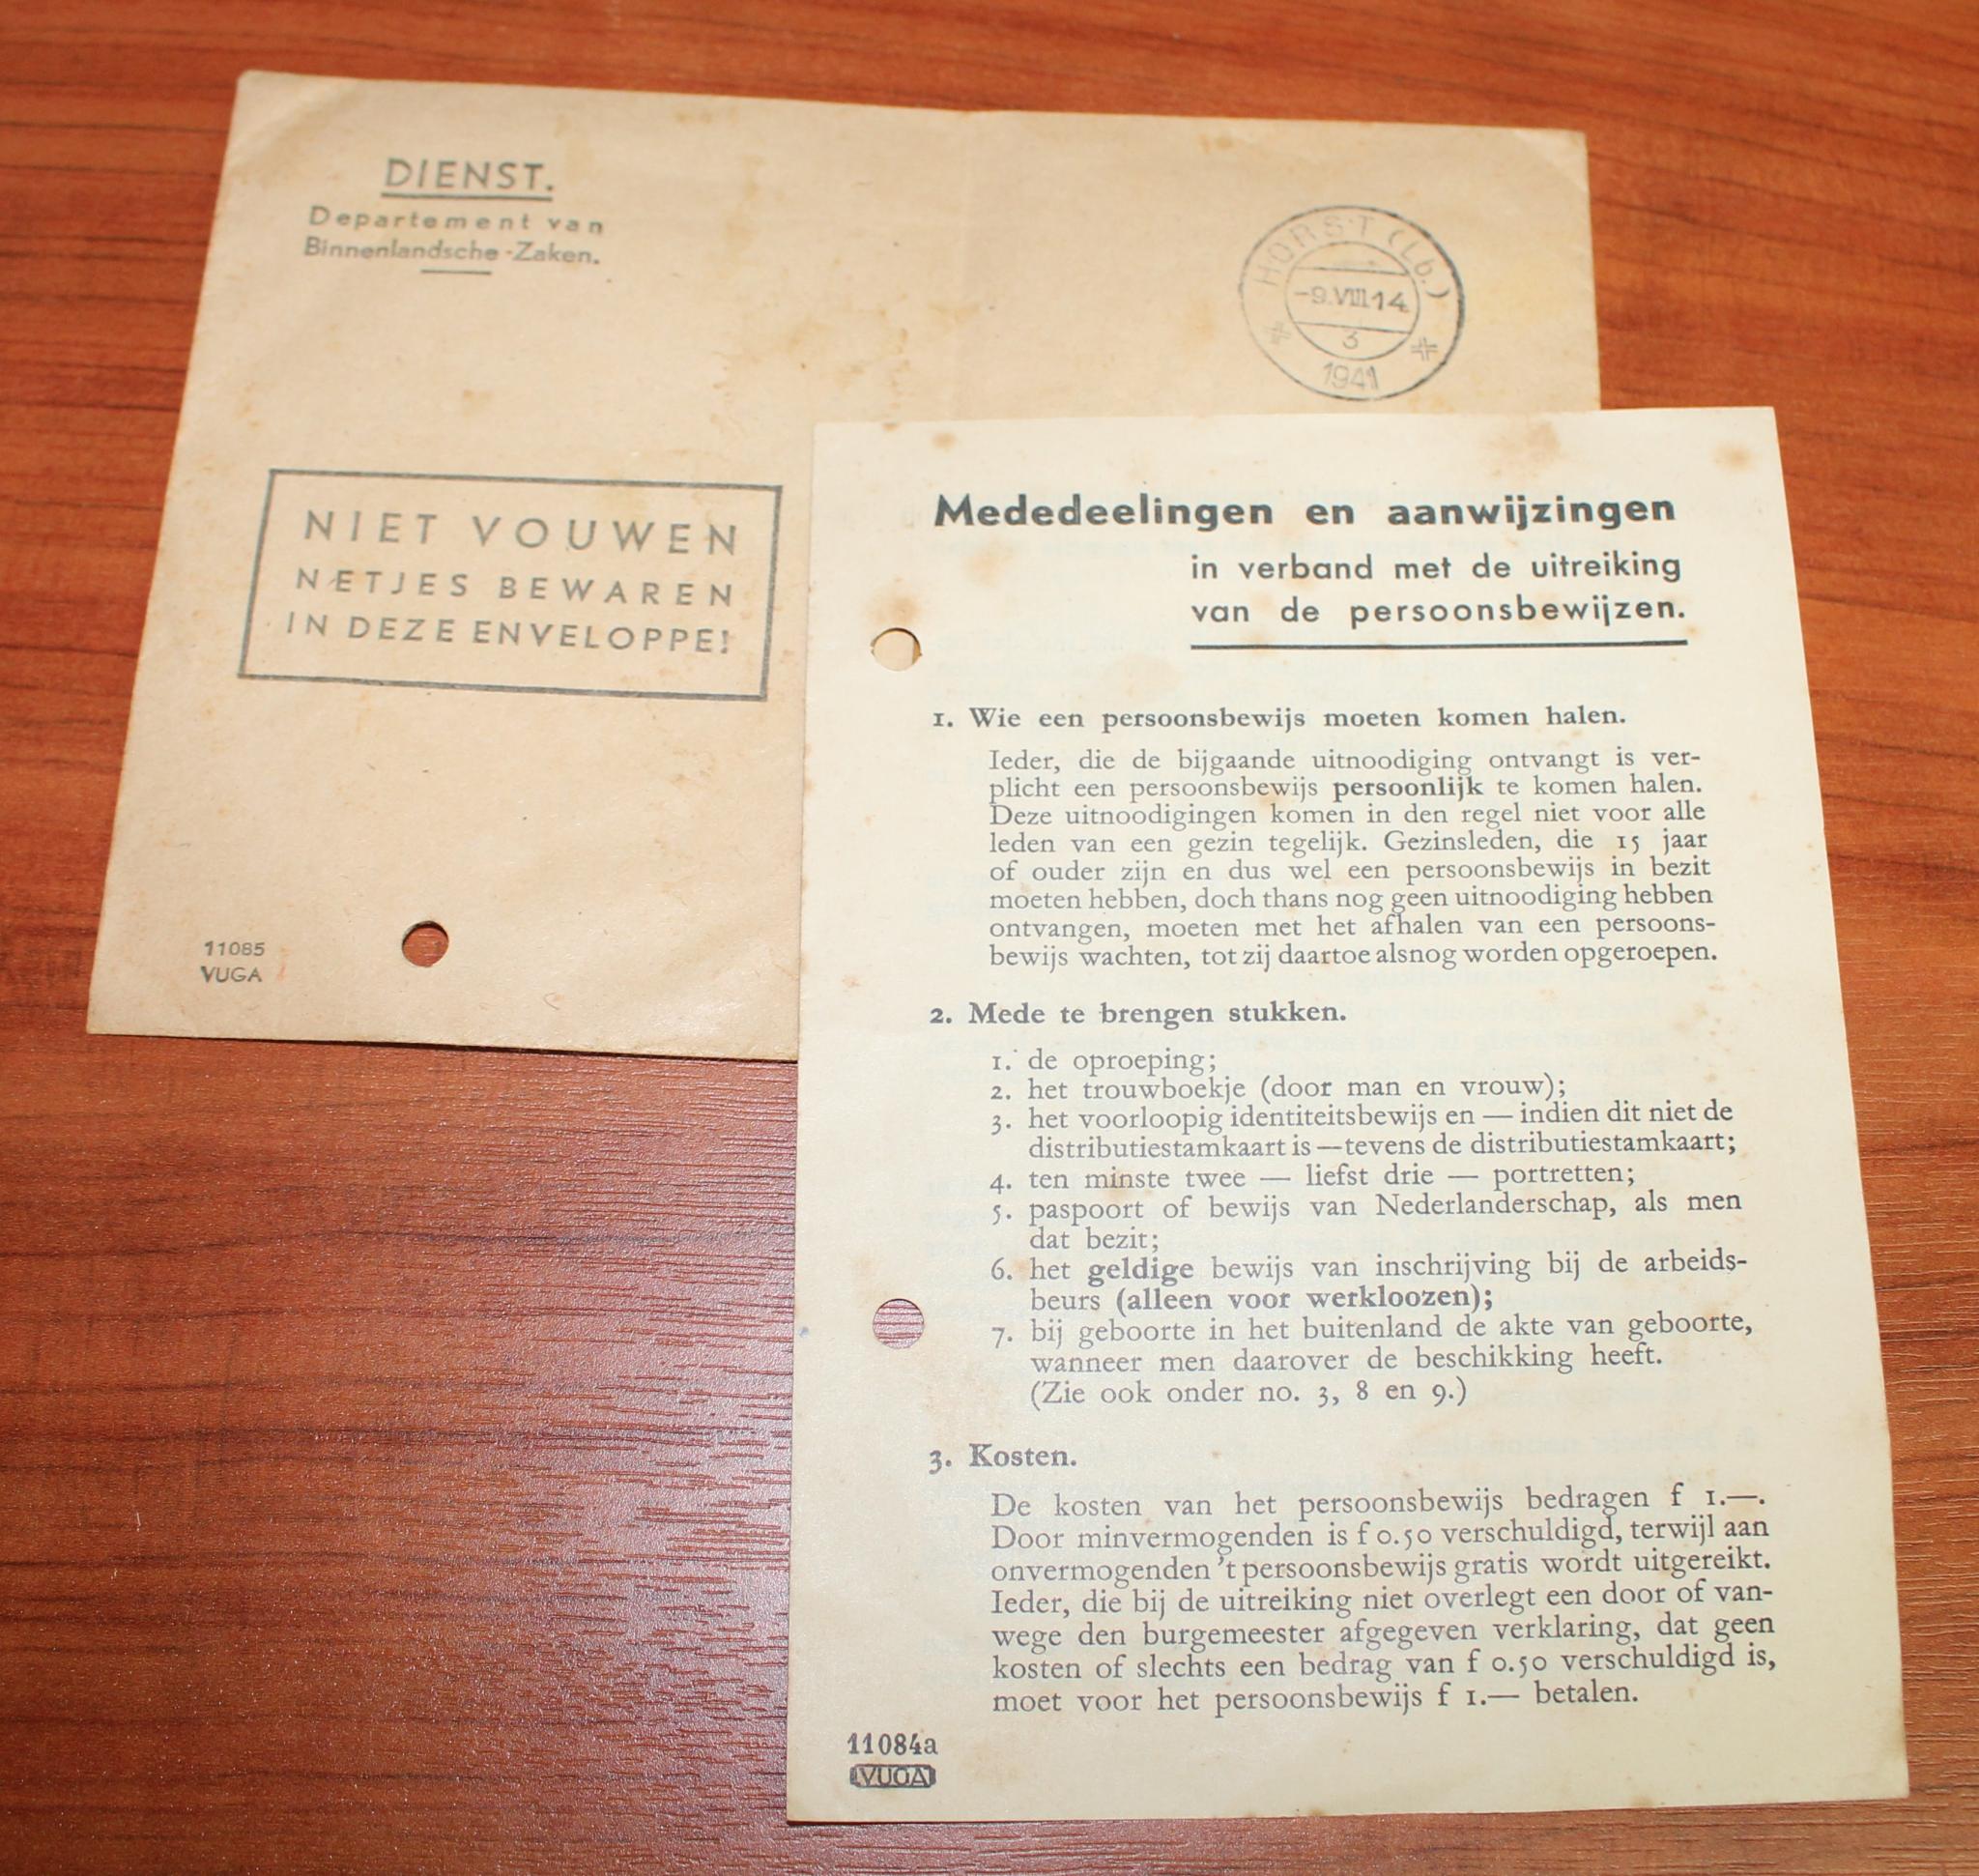 DIENST.
Departement van
Binnenlandsche-Zaken.
HORST (Lb.)
-9.VIII14
3
1941
NIET VOUWEN
NETJES BEWAREN
IN DEZE ENVELOPPE!
11085
VUGA
Mededeelingen en aanwijzingen
in verband met de uitreiking
van de persoonsbewijzen.
1. Wie een persoonsbewijs moeten komen halen.
Ieder, die de bijgaande uitnoodiging ontvangt is ver-
plicht een persoonsbewijs persoonlijk te komen halen.
Deze uitnoodigingen komen in den regel niet voor alle
leden van een gezin tegelijk. Gezinsleden, die 15 jaar
of ouder zijn en dus wel een persoonsbewijs in bezit
moeten hebben, doch thans nog geen uitnoodiging hebben
ontvangen, moeten met het afhalen van een persoons-
bewijs wachten, tot zij daartoe alsnog worden opgeroepen.
2. Mede te brengen stukken.
1. de oproeping;
2. het trouwboekje (door man en vrouw);
3. het voorloopig identiteitsbewijs en — indien dit niet de
distributiestamkaart is — tevens de distributiestamkaart;
4. ten minste twee — liefst drie — portretten;
5. paspoort of bewijs van Nederlanderschap, als men
dat bezit;
6. het geldige bewijs van inschrijving bij de arbeids-
beurs (alleen voor werkloozen);
7. bij geboorte in het buitenland de akte van geboorte,
wanneer men daarover de beschikking heeft.
(Zie ook onder no. 3, 8 en 9.)
3. Kosten.
De kosten van het persoonsbewijs bedragen f 1.—.
Door minvermogenden is f 0.50 verschuldigd, terwijl aan
onvermogenden 't persoonsbewijs gratis wordt uitgereikt.
Ieder, die bij de uitreiking niet overlegt een door of van-
wege den burgemeester afgegeven verklaring, dat geen
kosten of slechts een bedrag van f 0.50 verschuldigd is,
moet voor het persoonsbewijs f 1.— betalen.
11084a
VUGA